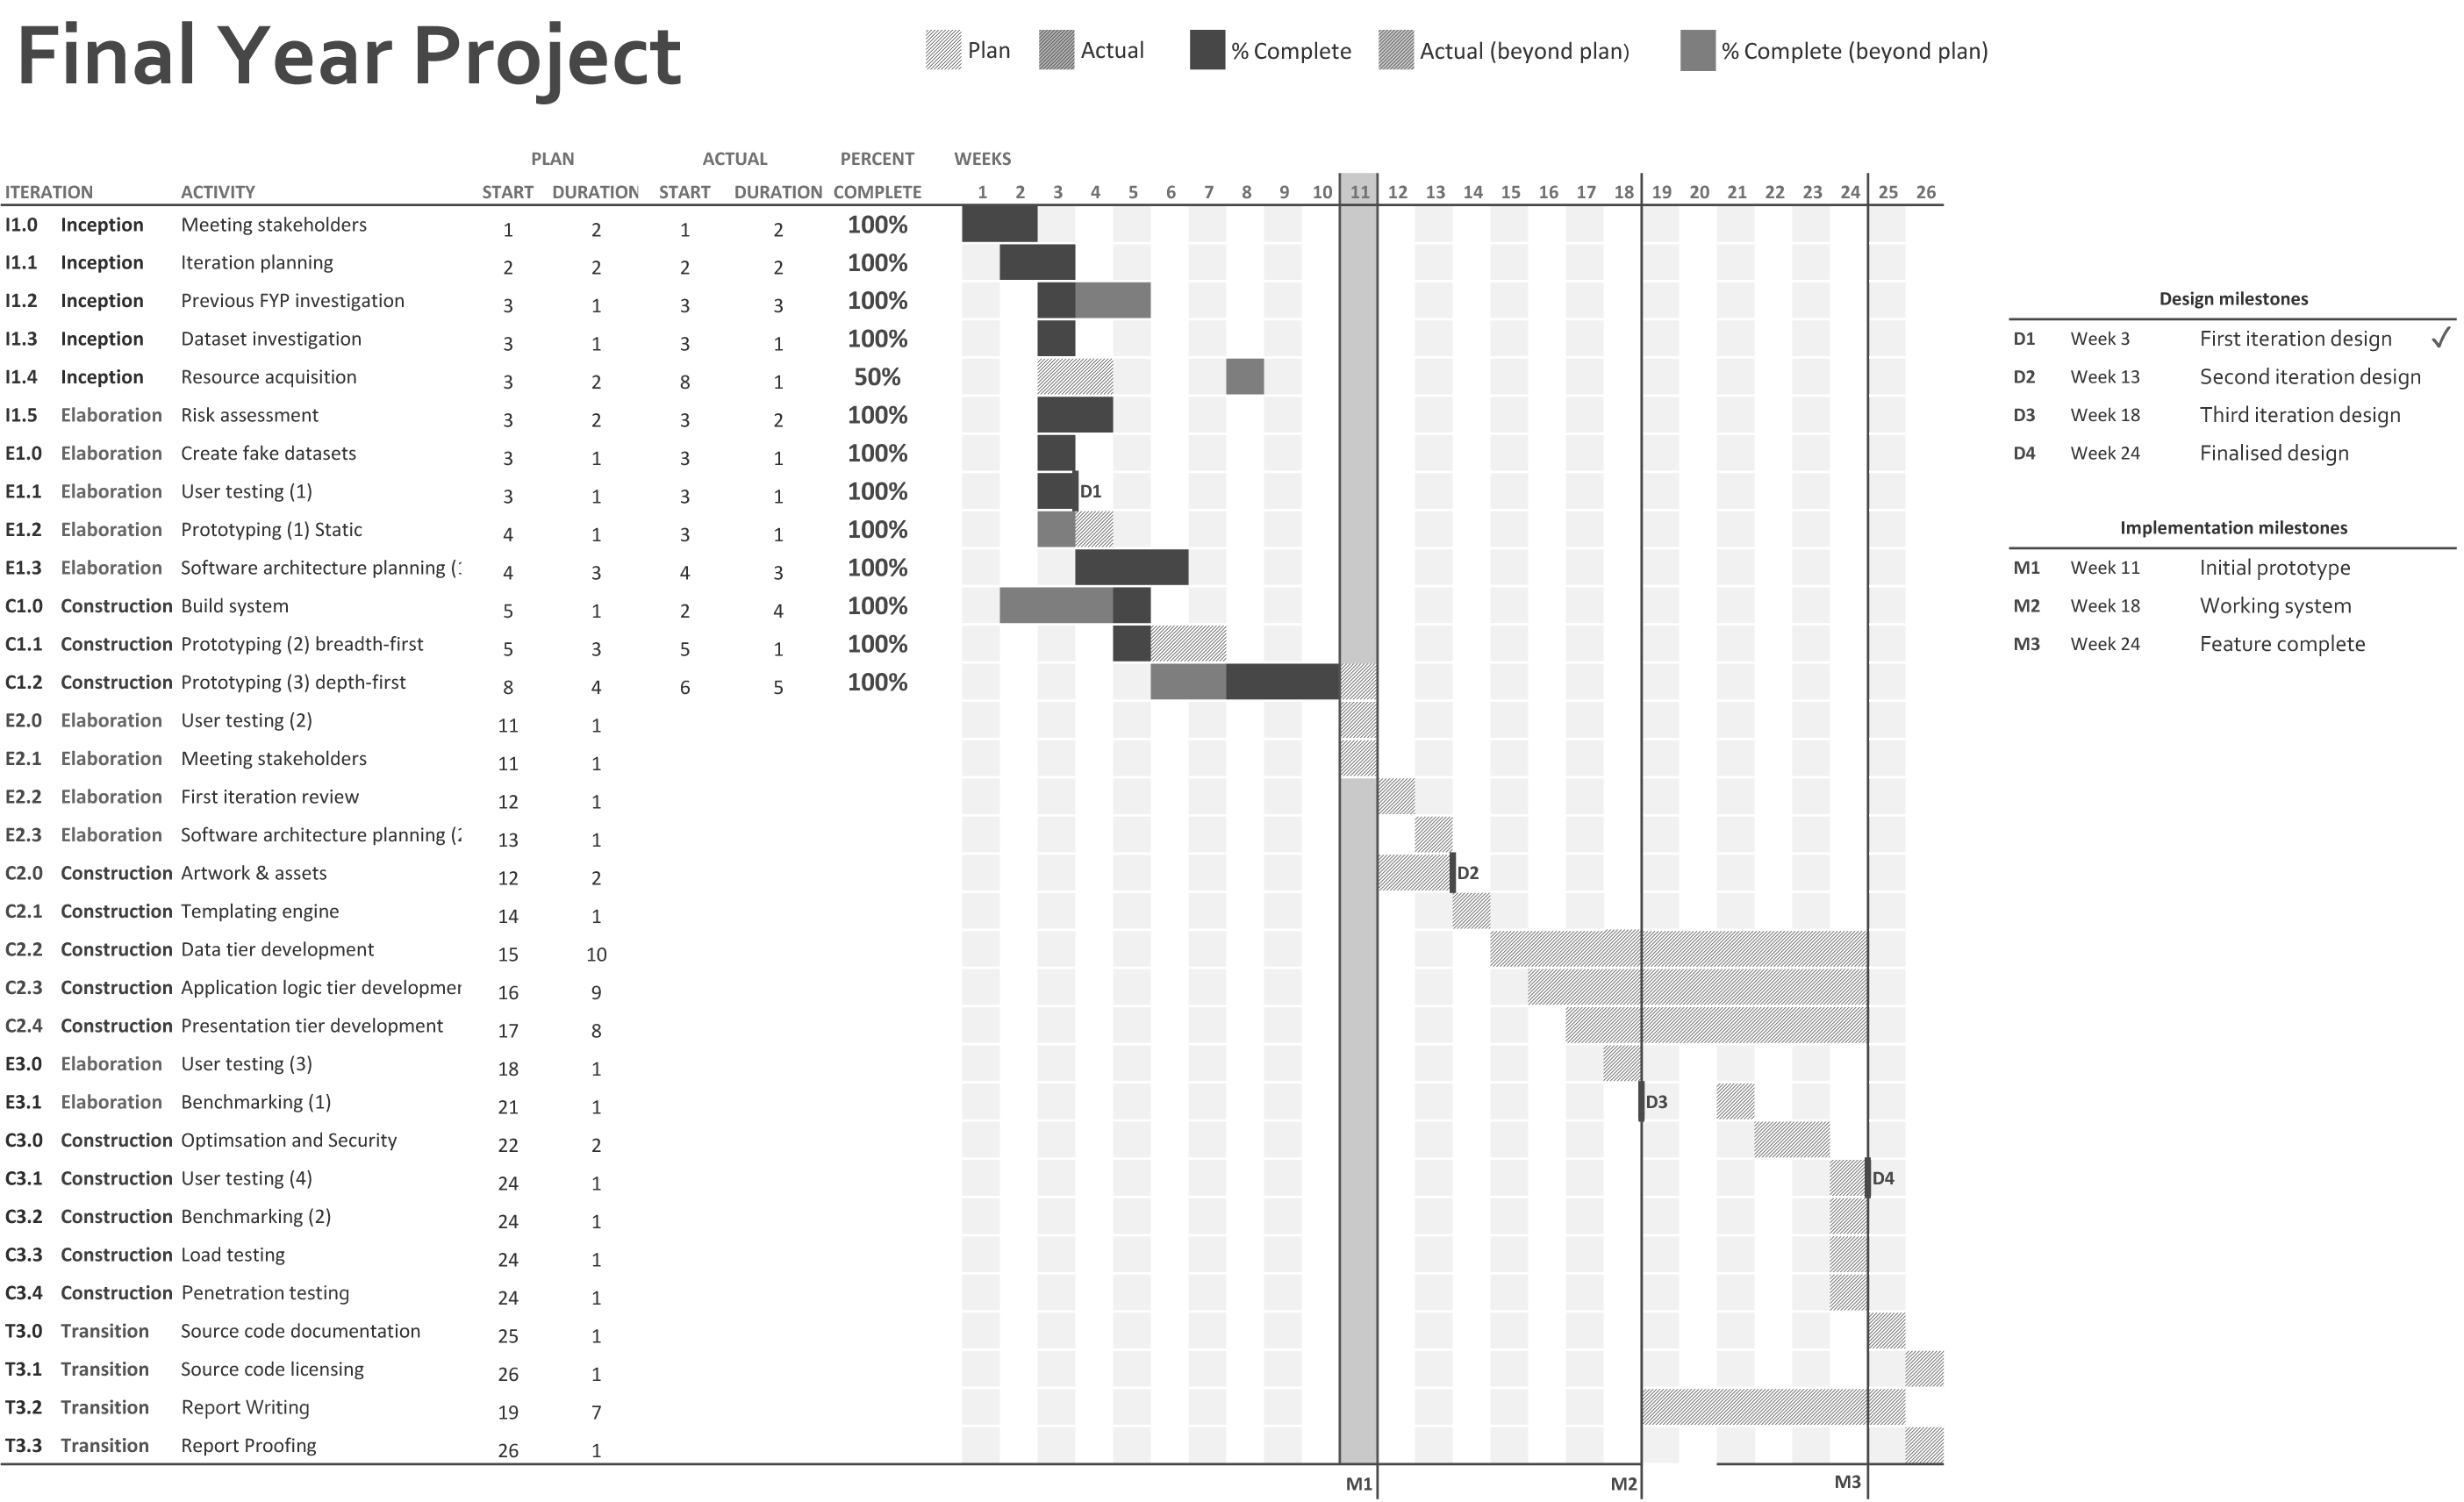 Final Year Project
Plan Actual % Complete Actual (beyond plan) % Complete (beyond plan)
PLAN ACTUAL PERCENT WEEKS
ITERATION ACTIVITY START DURATION START DURATION COMPLETE 1 2 3 4 5 6 7 8 9 10 11 12 13 14 15 16 17 18 19 20 21 22 23 24 25 26
I1.0 Inception Meeting stakeholders 1 2 1 2 100%
I1.1 Inception Iteration planning 2 2 2 2 100%
I1.2 Inception Previous FYP investigation 3 1 3 3 100%
I1.3 Inception Dataset investigation 3 1 3 1 100%
I1.4 Inception Resource acquisition 3 2 8 1 50%
I1.5 Elaboration Risk assessment 3 2 3 2 100%
E1.0 Elaboration Create fake datasets 3 1 3 1 100%
E1.1 Elaboration User testing (1) 3 1 3 1 100% D1
E1.2 Elaboration Prototyping (1) Static 4 1 3 1 100%
E1.3 Elaboration Software architecture planning (1 4 3 4 3 100%
C1.0 Construction Build system 5 1 2 4 100%
C1.1 Construction Prototyping (2) breadth-first 5 3 5 1 100%
C1.2 Construction Prototyping (3) depth-first 8 4 6 5 100%
E2.0 Elaboration User testing (2) 11 1
E2.1 Elaboration Meeting stakeholders 11 1
E2.2 Elaboration First iteration review 12 1
E2.3 Elaboration Software architecture planning (2 13 1
C2.0 Construction Artwork & assets 12 2 D2
C2.1 Construction Templating engine 14 1
C2.2 Construction Data tier development 15 10
C2.3 Construction Application logic tier developmen 16 9
C2.4 Construction Presentation tier development 17 8
E3.0 Elaboration User testing (3) 18 1
E3.1 Elaboration Benchmarking (1) 21 1 D3
C3.0 Construction Optimsation and Security 22 2
C3.1 Construction User testing (4) 24 1 D4
C3.2 Construction Benchmarking (2) 24 1
C3.3 Construction Load testing 24 1
C3.4 Construction Penetration testing 24 1
T3.0 Transition Source code documentation 25 1
T3.1 Transition Source code licensing 26 1
T3.2 Transition Report Writing 19 7
T3.3 Transition Report Proofing 26 1
M1 M2 M3
Design milestones
D1 Week 3 First iteration design ✓
D2 Week 13 Second iteration design
D3 Week 18 Third iteration design
D4 Week 24 Finalised design
Implementation milestones
M1 Week 11 Initial prototype
M2 Week 18 Working system
M3 Week 24 Feature complete